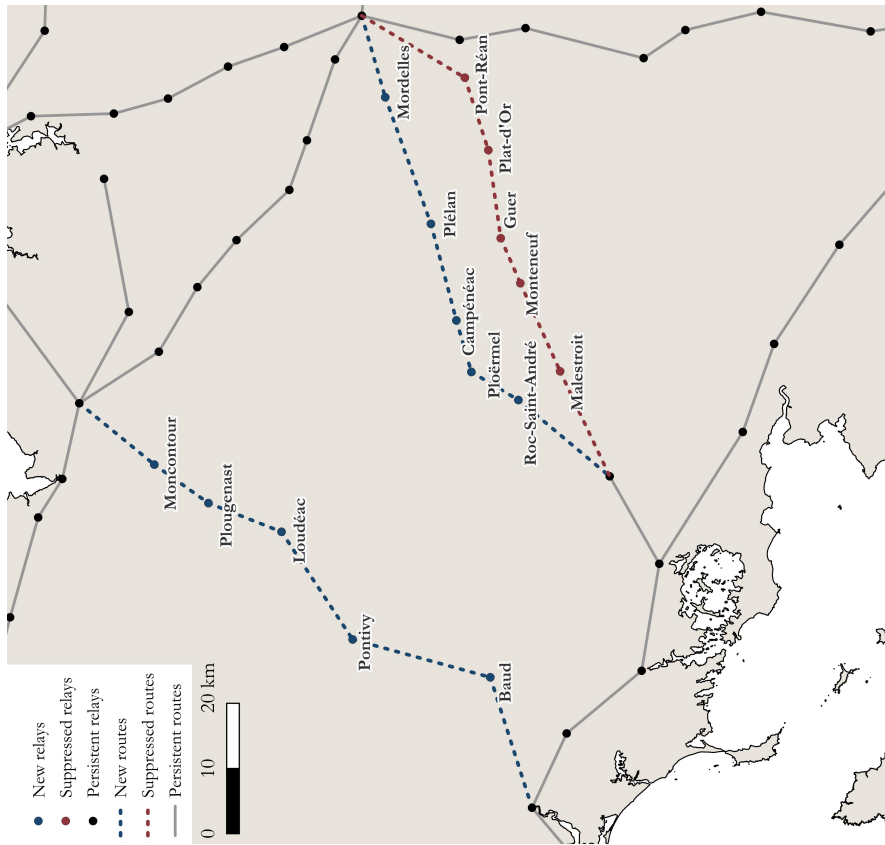 New relays
Suppressed relays
Persistent relays
New routes
Suppressed routes
Persistent routes
0 10 20 km
Moncontour
Plougenast
Loudéac
Pontivy
Baud
Mordelles
Plélan
Campénéac
Ploërmel
Roc-Saint-André
Pont-Réan
Plat-d'Or
Guer
Monteneuf
Malestroit